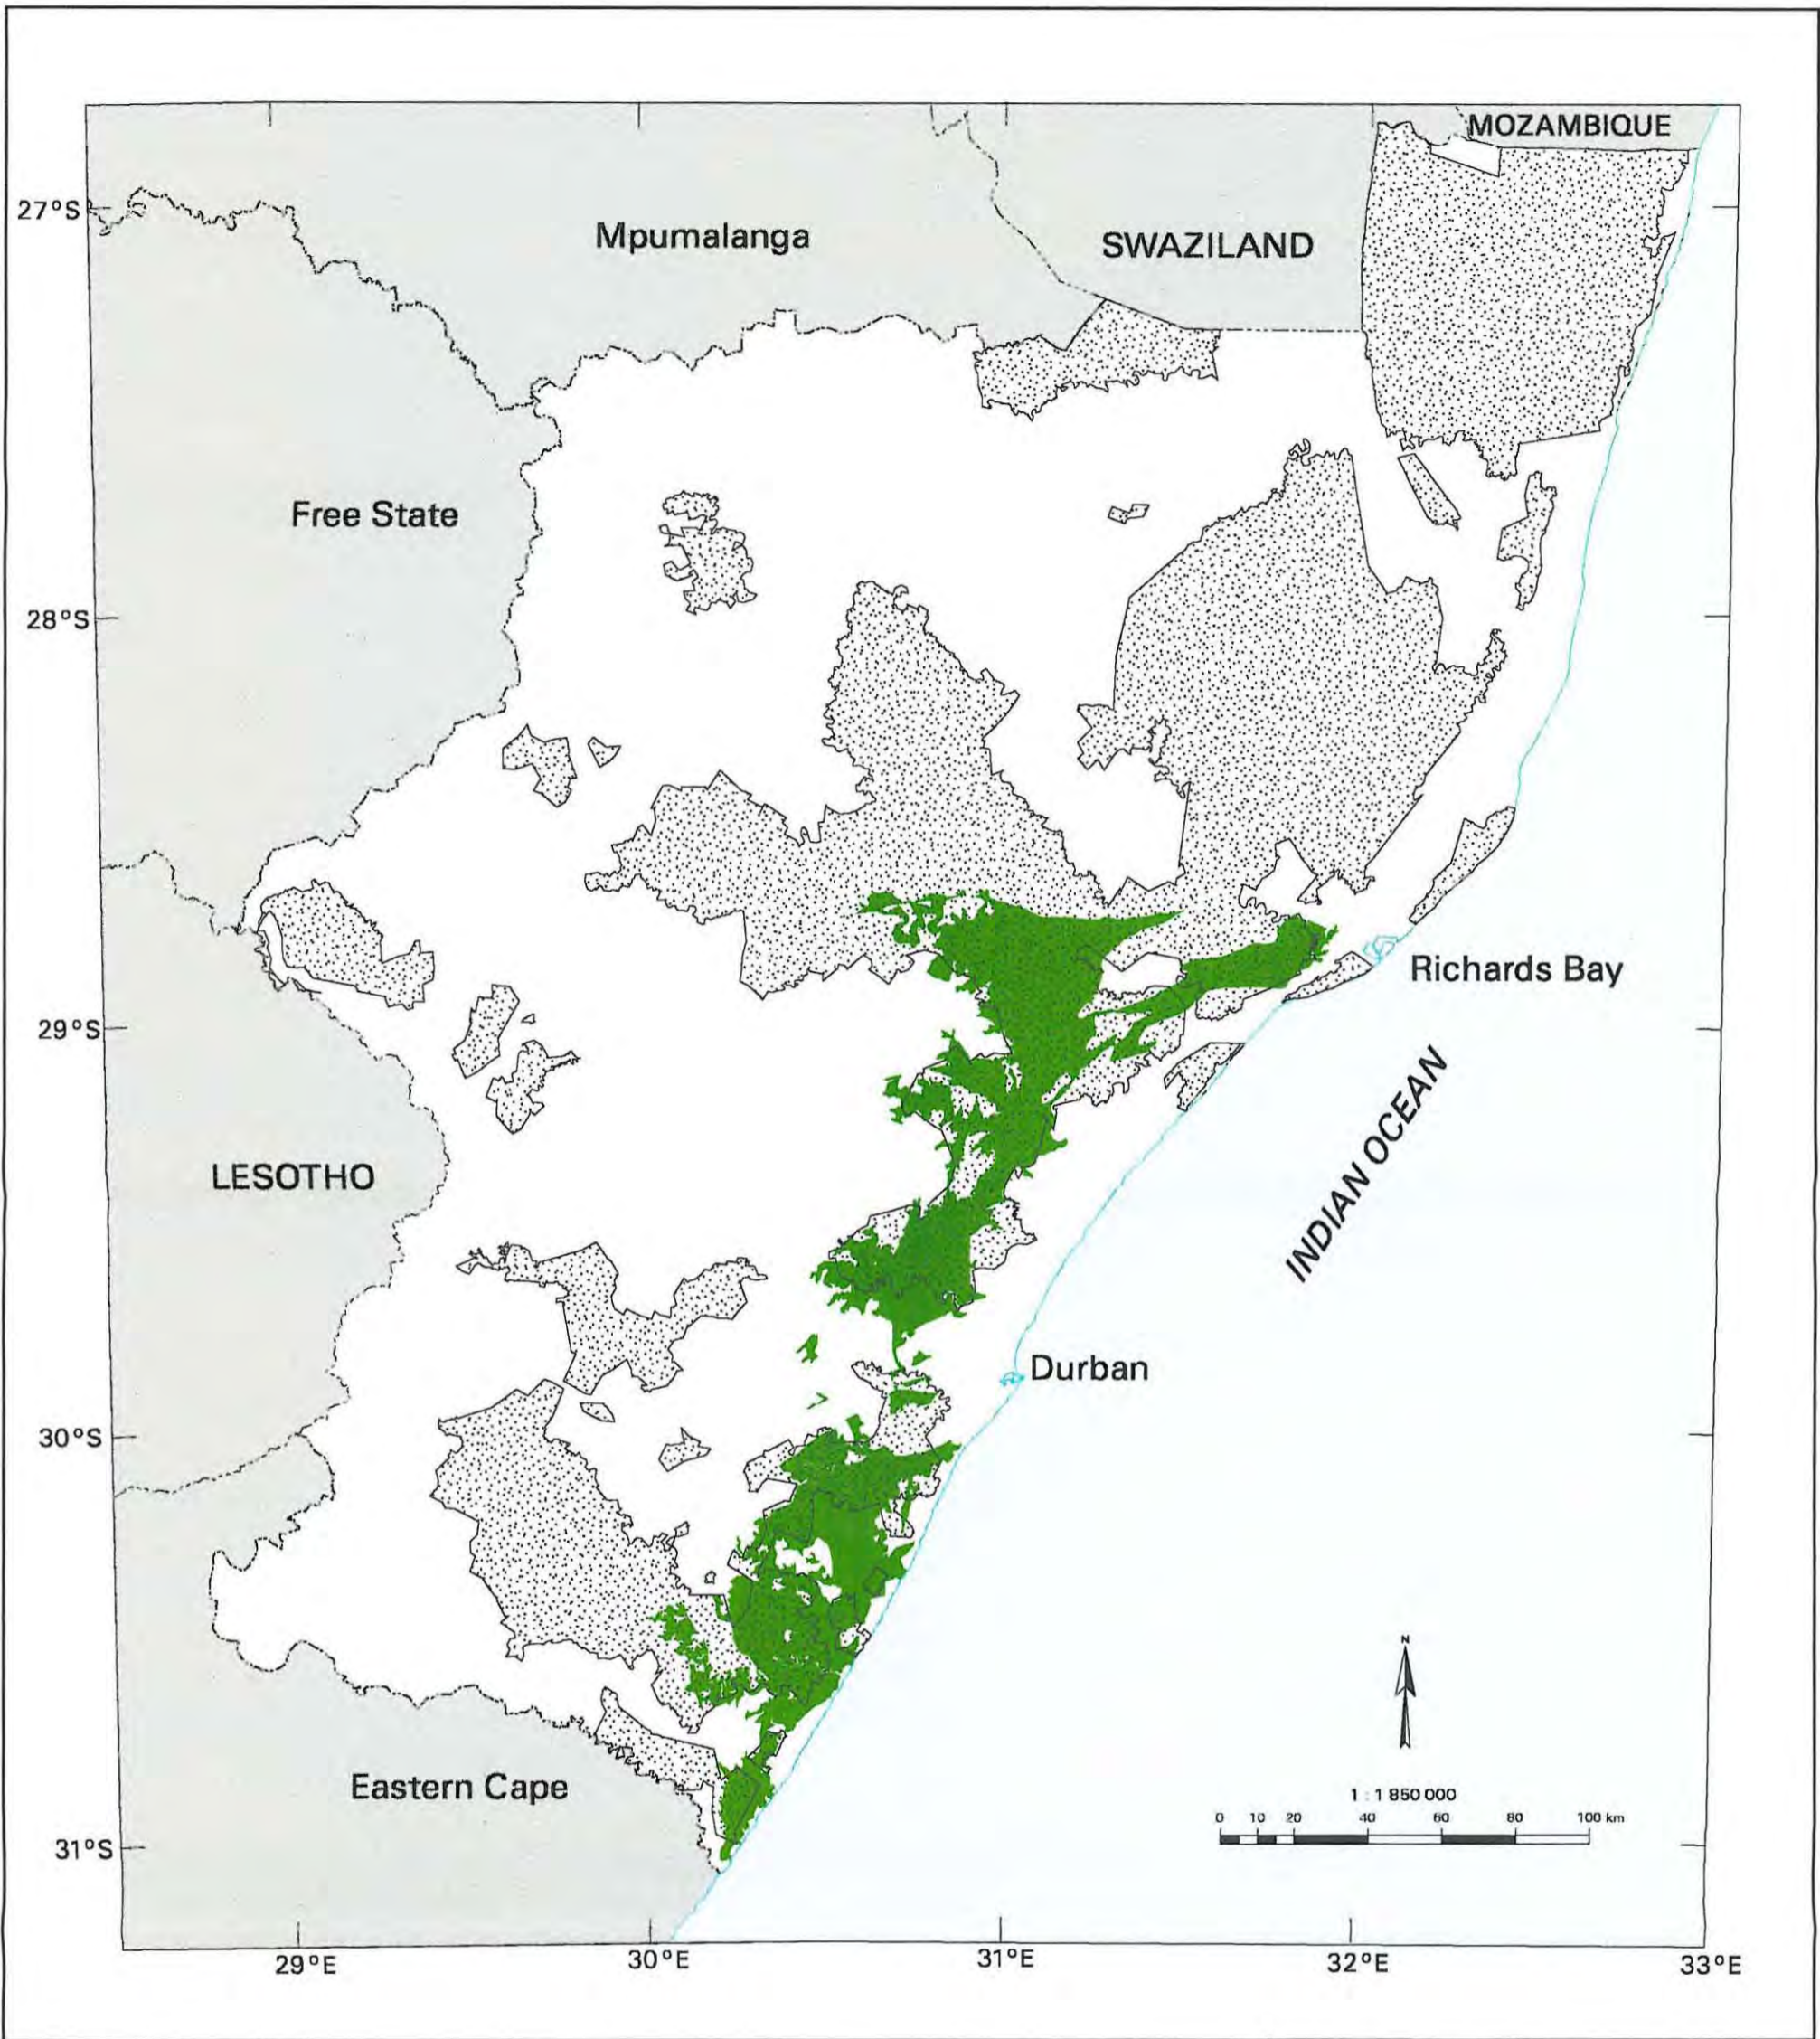 MOZAMBIQUE
27°S
Mpumalanga
SWAZILAND
Free State
28°S
Richards Bay
29°S
LESOTHO
INDIAN OCEAN
Durban
30°S
N
Eastern Cape
1 : 1 850 000
0 10 20 40 60 80 100 km
31°S
29°E 30°E 31°E 32°E 33°E